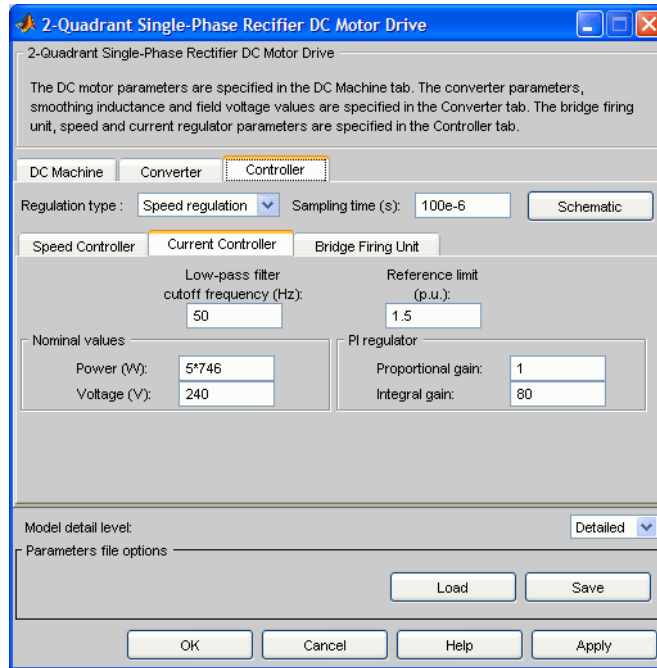 2-Quadrant Single-Phase Rectifier DC Motor Drive
2-Quadrant Single-Phase Rectifier DC Motor Drive
The DC motor parameters are specified in the DC Machine tab. The converter parameters,
smoothing inductance and field voltage values are specified in the Converter tab. The bridge firing
unit, speed and current regulator parameters are specified in the Controller tab.
DC Machine Converter Controller
Regulation type : Speed regulation Sampling time (s): 100e-6 Schematic
Speed Controller Current Controller Bridge Firing Unit
Low-pass filter
cutoff frequency (Hz):
50
Reference limit
(p.u.):
1.5
Nominal values
Power (W): 5*746
Voltage (V): 240
PI regulator
Proportional gain: 1
Integral gain: 80
Model detail level: Detailed
Parameters file options
Load Save
OK Cancel Help Apply